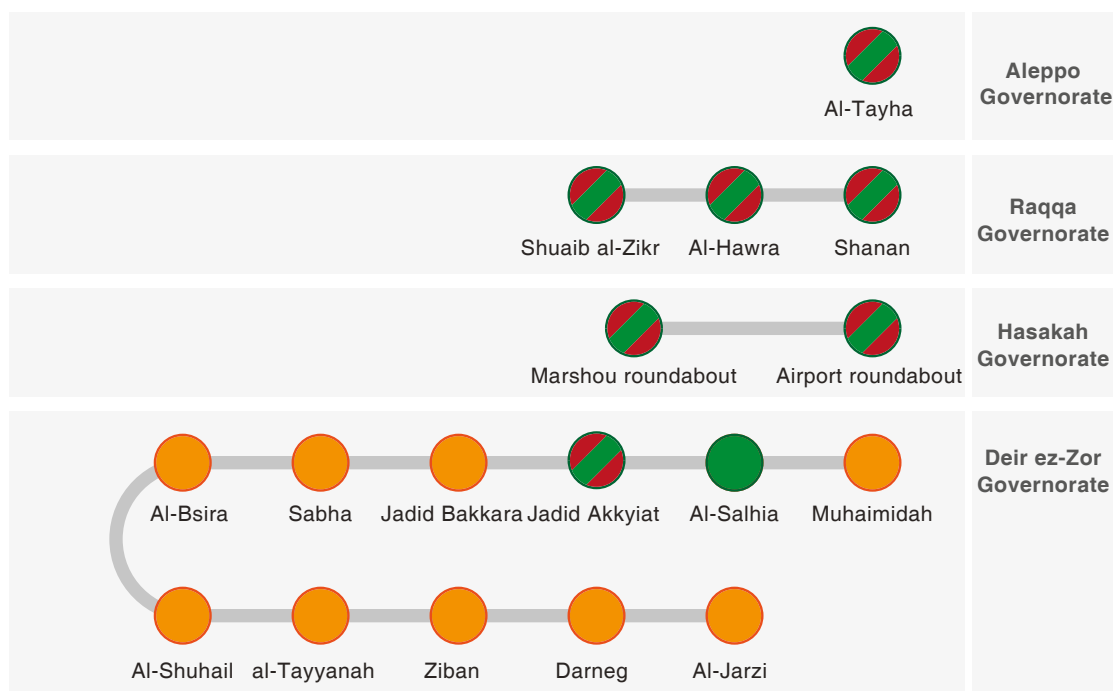 Al-Tayha
Aleppo
Governorate
Shuaib al-Zikr
Al-Hawra
Shanan
Raqqa
Governorate
Marshou roundabout
Airport roundabout
Hasakah
Governorate
Al-Bsira
Sabha
Jadid Bakkara
Jadid Akkyiat
Al-Salhia
Muhaimidah
Deir ez-Zor
Governorate
Al-Shuhail
al-Tayyanah
Ziban
Darneg
Al-Jarzi